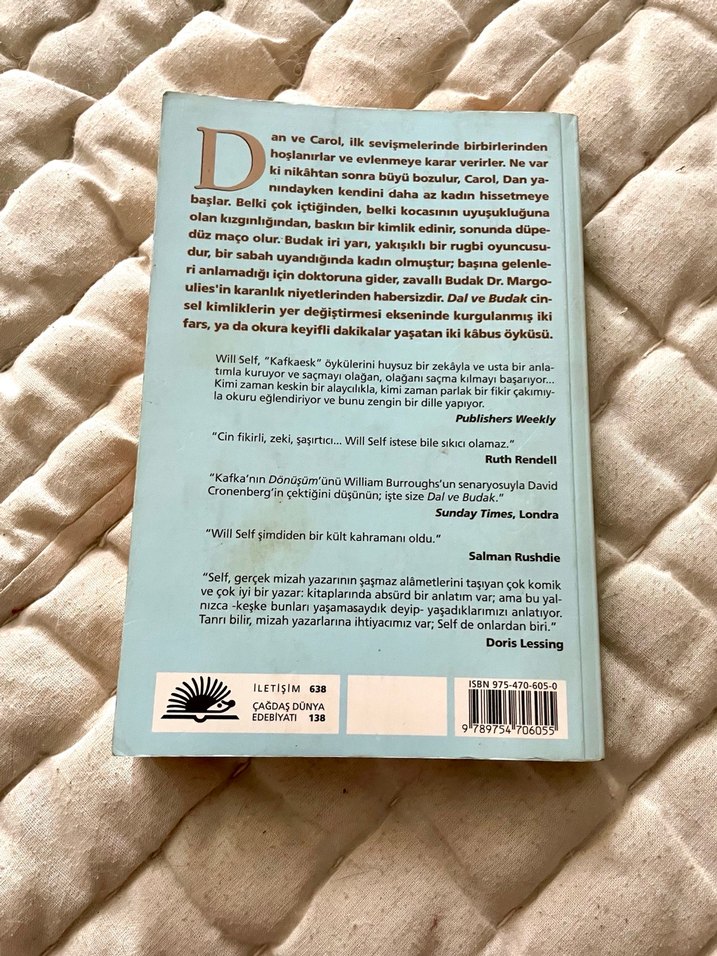 Dan ve Carol, ilk sevişmelerinde birbirlerinden
hoşlanırlar ve evlenmeye karar verirler. Ne var
ki nikâhtan sonra büyü bozulur, Carol, Dan ya-
nındayken kendini daha az kadın hissetmeye
başlar. Belki çok içtiğinden, belki kocasının uyuşukluğuna
olan kızgınlığından, baskın bir kimlik edinir, sonunda düpe-
düz maço olur. Budak iri yarı, yakışıklı bir rugbi oyuncusu-
dur, bir sabah uyandığında kadın olmuştur; başına gelenle-
ri anlamadığı için doktoruna gider, zavallı Budak Dr. Margo-
ulies'in karanlık niyetlerinden habersizdir. Dal ve Budak cin-
sel kimliklerin yer değiştirmesi ekseninde kurgulanmış iki
fars, ya da okura keyifli dakikalar yaşatan iki kâbus öyküsü.
Will Self, "Kafkaesk" öykülerini huysuz bir zekâyla ve usta bir anla-
tımla kuruyor ve saçmayı olağan, olağanı saçma kılmayı başarıyor...
Kimi zaman keskin bir alaycılıkla, kimi zaman parlak bir fikir çakımıy-
la okuru eğlendiriyor ve bunu zengin bir dille yapıyor.
Publishers Weekly
"Cin fikirli, zeki, şaşırtıcı... Will Self istese bile sıkıcı olamaz."
Ruth Rendell
"Kafka'nın Dönüşüm'ünü William Burroughs'un senaryosuyla David
Cronenberg'in çektiğini düşünün; işte size Dal ve Budak."
Sunday Times, Londra
"Will Self şimdiden bir kült kahramanı oldu."
Salman Rushdie
"Self, gerçek mizah yazarının şaşmaz alâmetlerini taşıyan çok komik
ve çok iyi bir yazar: kitaplarında absürd bir anlatım var; ama bu yal-
nızca -keşke bunları yaşamasaydık deyip- yaşadıklarımızı anlatıyor.
Tanrı bilir, mizah yazarlarına ihtiyacımız var; Self de onlardan biri."
Doris Lessing
İLETİŞİM 638
ÇAĞDAŞ DÜNYA
EDEBİYATI 138
ISBN 975-470-605-0
9 789754 706055